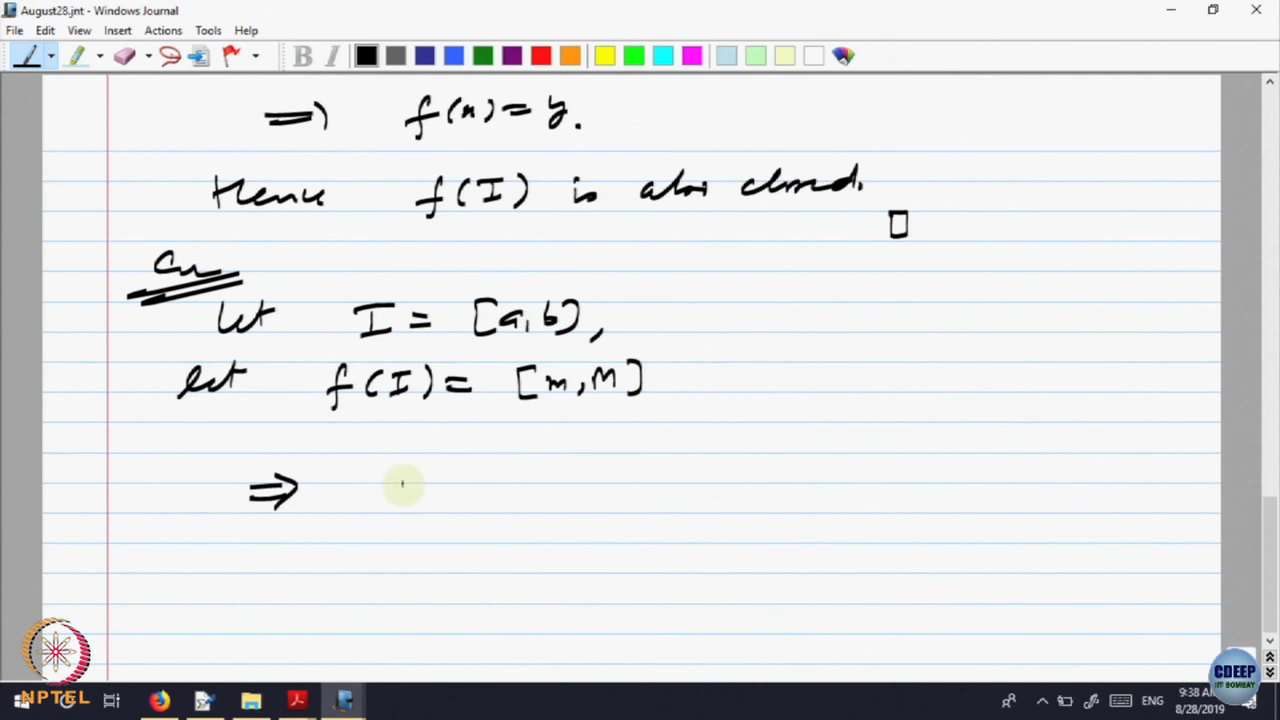 August28.jnt - Windows Journal
File Edit View Insert Actions Tools Help
B I
⇒ f(x) = y.
Hence f(I) is also closed.
□
Cor
Let I = [a, b],
let f(I) = [m, M]
⇒
NPTEL
CDEEP
IIT BOMBAY
ENG
9:38 AM
8/28/2019